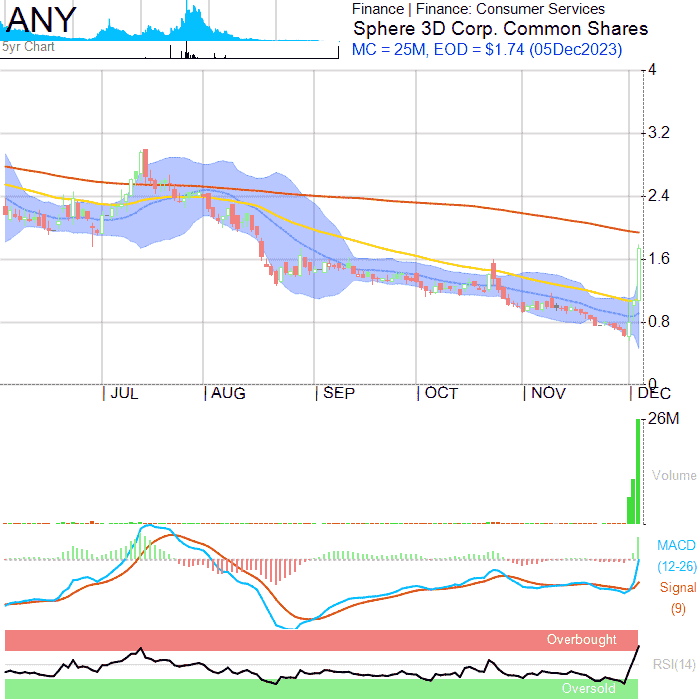 ANY
5yr Chart
Finance | Finance: Consumer Services
Sphere 3D Corp. Common Shares
MC = 25M, EOD = $1.74 (05Dec2023)
4
3.2
2.4
1.6
0.8
0
JUL AUG SEP OCT NOV DEC
26M
Volume
MACD
(12-26)
Signal
(9)
Overbought
RSI(14)
Oversold